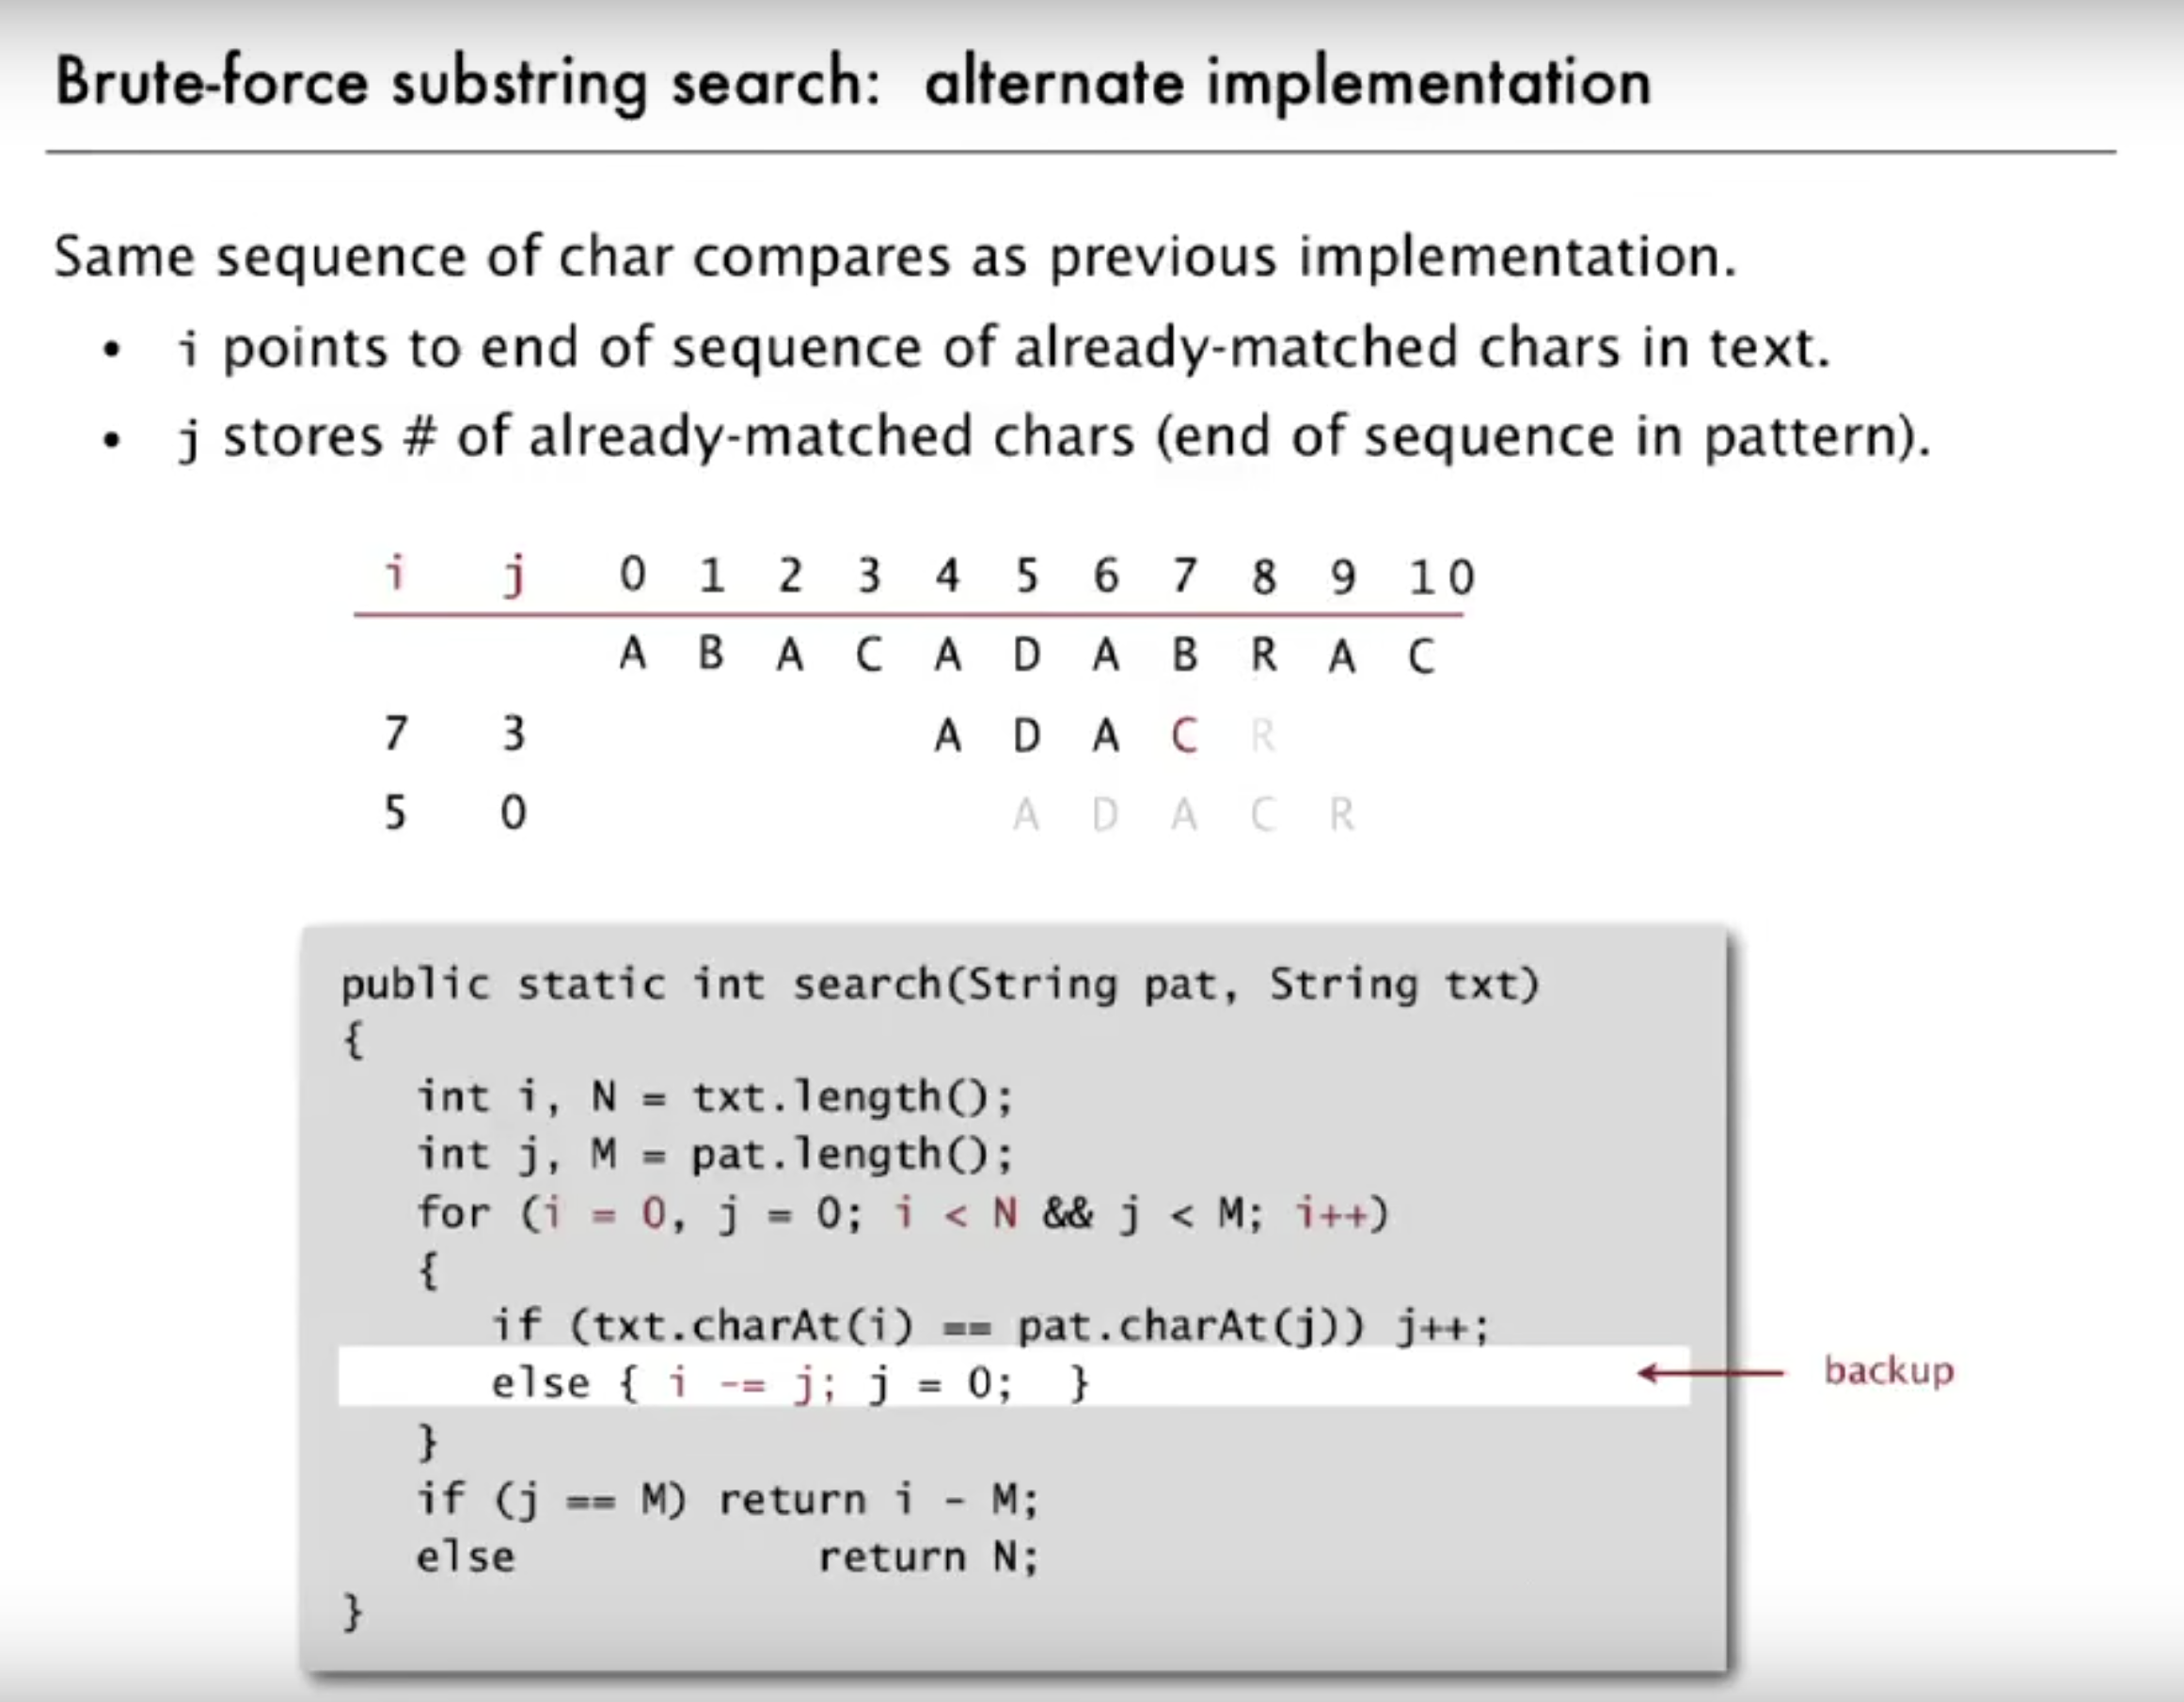 Brute-force substring search: alternate implementation
Same sequence of char compares as previous implementation.
• i points to end of sequence of already-matched chars in text.
• j stores # of already-matched chars (end of sequence in pattern).
i j 0 1 2 3 4 5 6 7 8 9 10
A B A C A D A B R A C
7 3 A D A C R
5 0 A D A C R
public static int search(String pat, String txt)
{
int i, N = txt.length();
int j, M = pat.length();
for (i = 0, j = 0; i < N && j < M; i++)
{
if (txt.charAt(i) == pat.charAt(j)) j++;
else { i -= j; j = 0; }
backup
}
if (j == M) return i - M;
else return N;
}